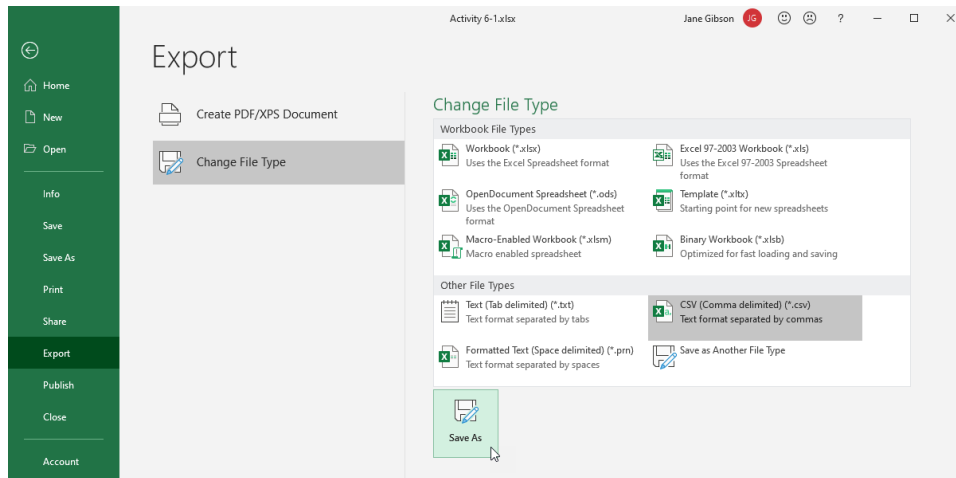 Activity 6-1.xlsx
Jane Gibson
JG
?
Export
Home
New
Open
Info
Save
Save As
Print
Share
Export
Publish
Close
Account
Create PDF/XPS Document
Change File Type
Change File Type
Workbook File Types
Workbook (*.xlsx)
Uses the Excel Spreadsheet format
Excel 97-2003 Workbook (*.xls)
Uses the Excel 97-2003 Spreadsheet
format
OpenDocument Spreadsheet (*.ods)
Uses the OpenDocument Spreadsheet
format
Template (*.xltx)
Starting point for new spreadsheets
Macro-Enabled Workbook (*.xlsm)
Macro enabled spreadsheet
Binary Workbook (*.xlsb)
Optimized for fast loading and saving
Other File Types
Text (Tab delimited) (*.txt)
Text format separated by tabs
CSV (Comma delimited) (*.csv)
Text format separated by commas
Formatted Text (Space delimited) (*.prn)
Text format separated by spaces
Save as Another File Type
Save As